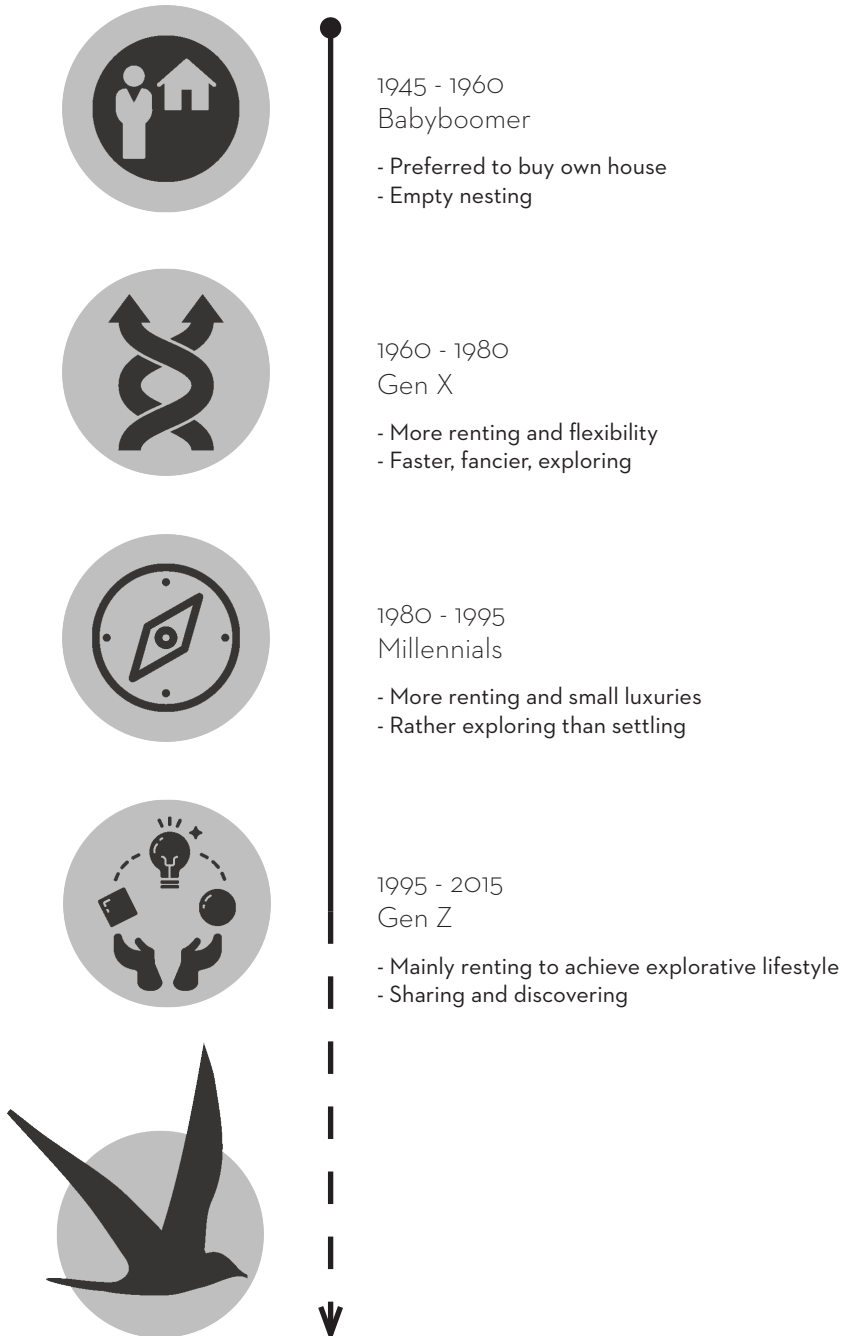 1945 - 1960
Babyboomer
- Preferred to buy own house
- Empty nesting
1960 - 1980
Gen X
- More renting and flexibility
- Faster, fancier, exploring
1980 - 1995
Millennials
- More renting and small luxuries
- Rather exploring than settling
1995 - 2015
Gen Z
- Mainly renting to achieve explorative lifestyle
- Sharing and discovering